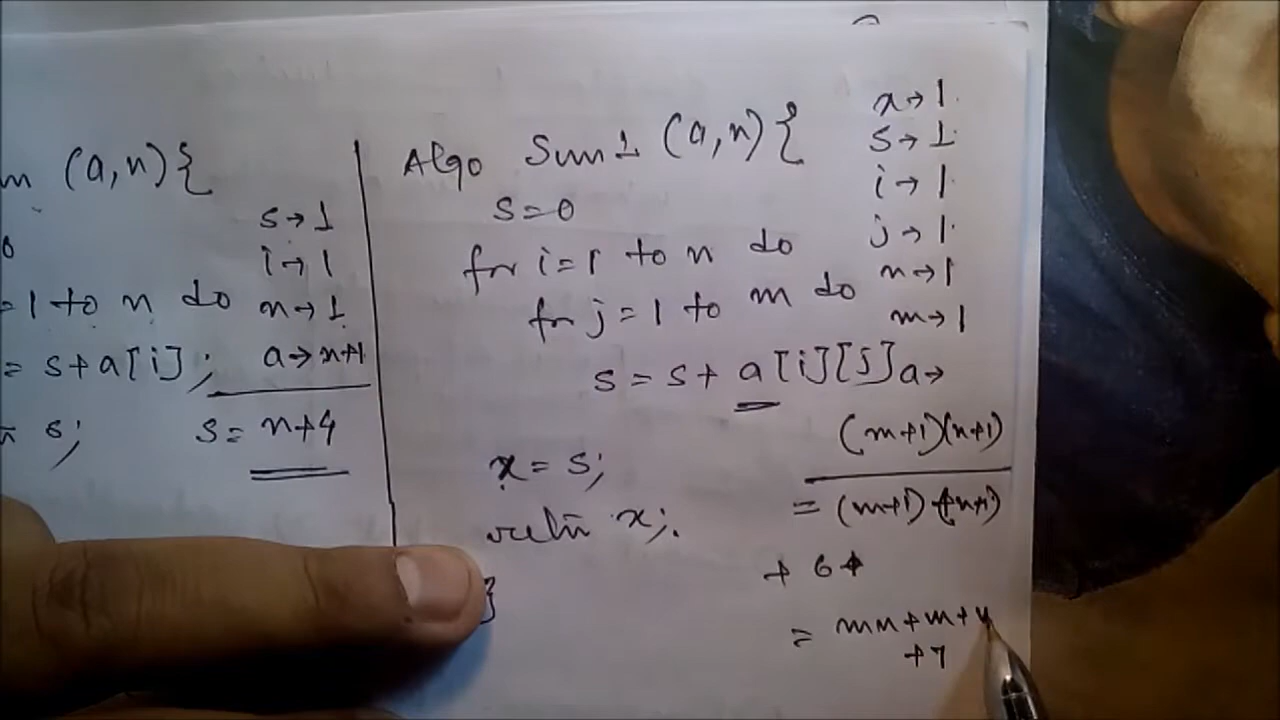 m (a,n){
s→1
0
i→1
=1 to n do n→1
= s+a[i]; a→n+1
n s; s= n+4
Algo Sum1 (a,n){
s=0
for i=1 to n do
for j=1 to m do
s = s+ a[i][j]
x = s;
return x;
}
x→1
s→1
i→1
j→1
n→1
m→1
a→
(m+1)(n+1)
= (m+1)(n+1)
+ 6
= mn+m+n
+7